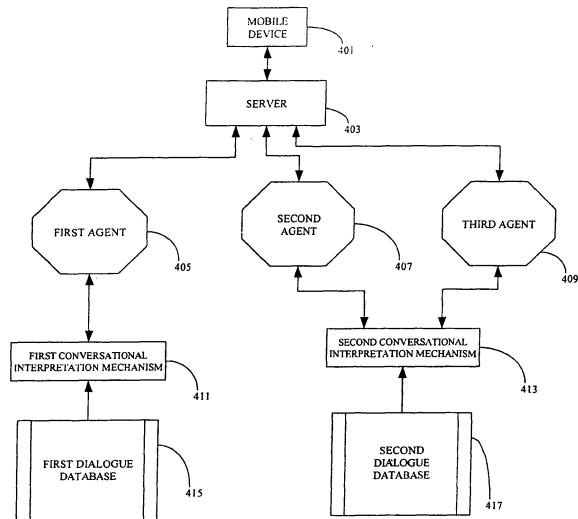 MOBILE
DEVICE
401
SERVER
403
FIRST AGENT
405
SECOND
AGENT
407
THIRD AGENT
409
FIRST CONVERSATIONAL
INTERPRETATION MECHANISM
411
SECOND CONVERSATIONAL
INTERPRETATION MECHANISM
413
FIRST DIALOGUE
DATABASE
415
SECOND
DIALOGUE
DATABASE
417